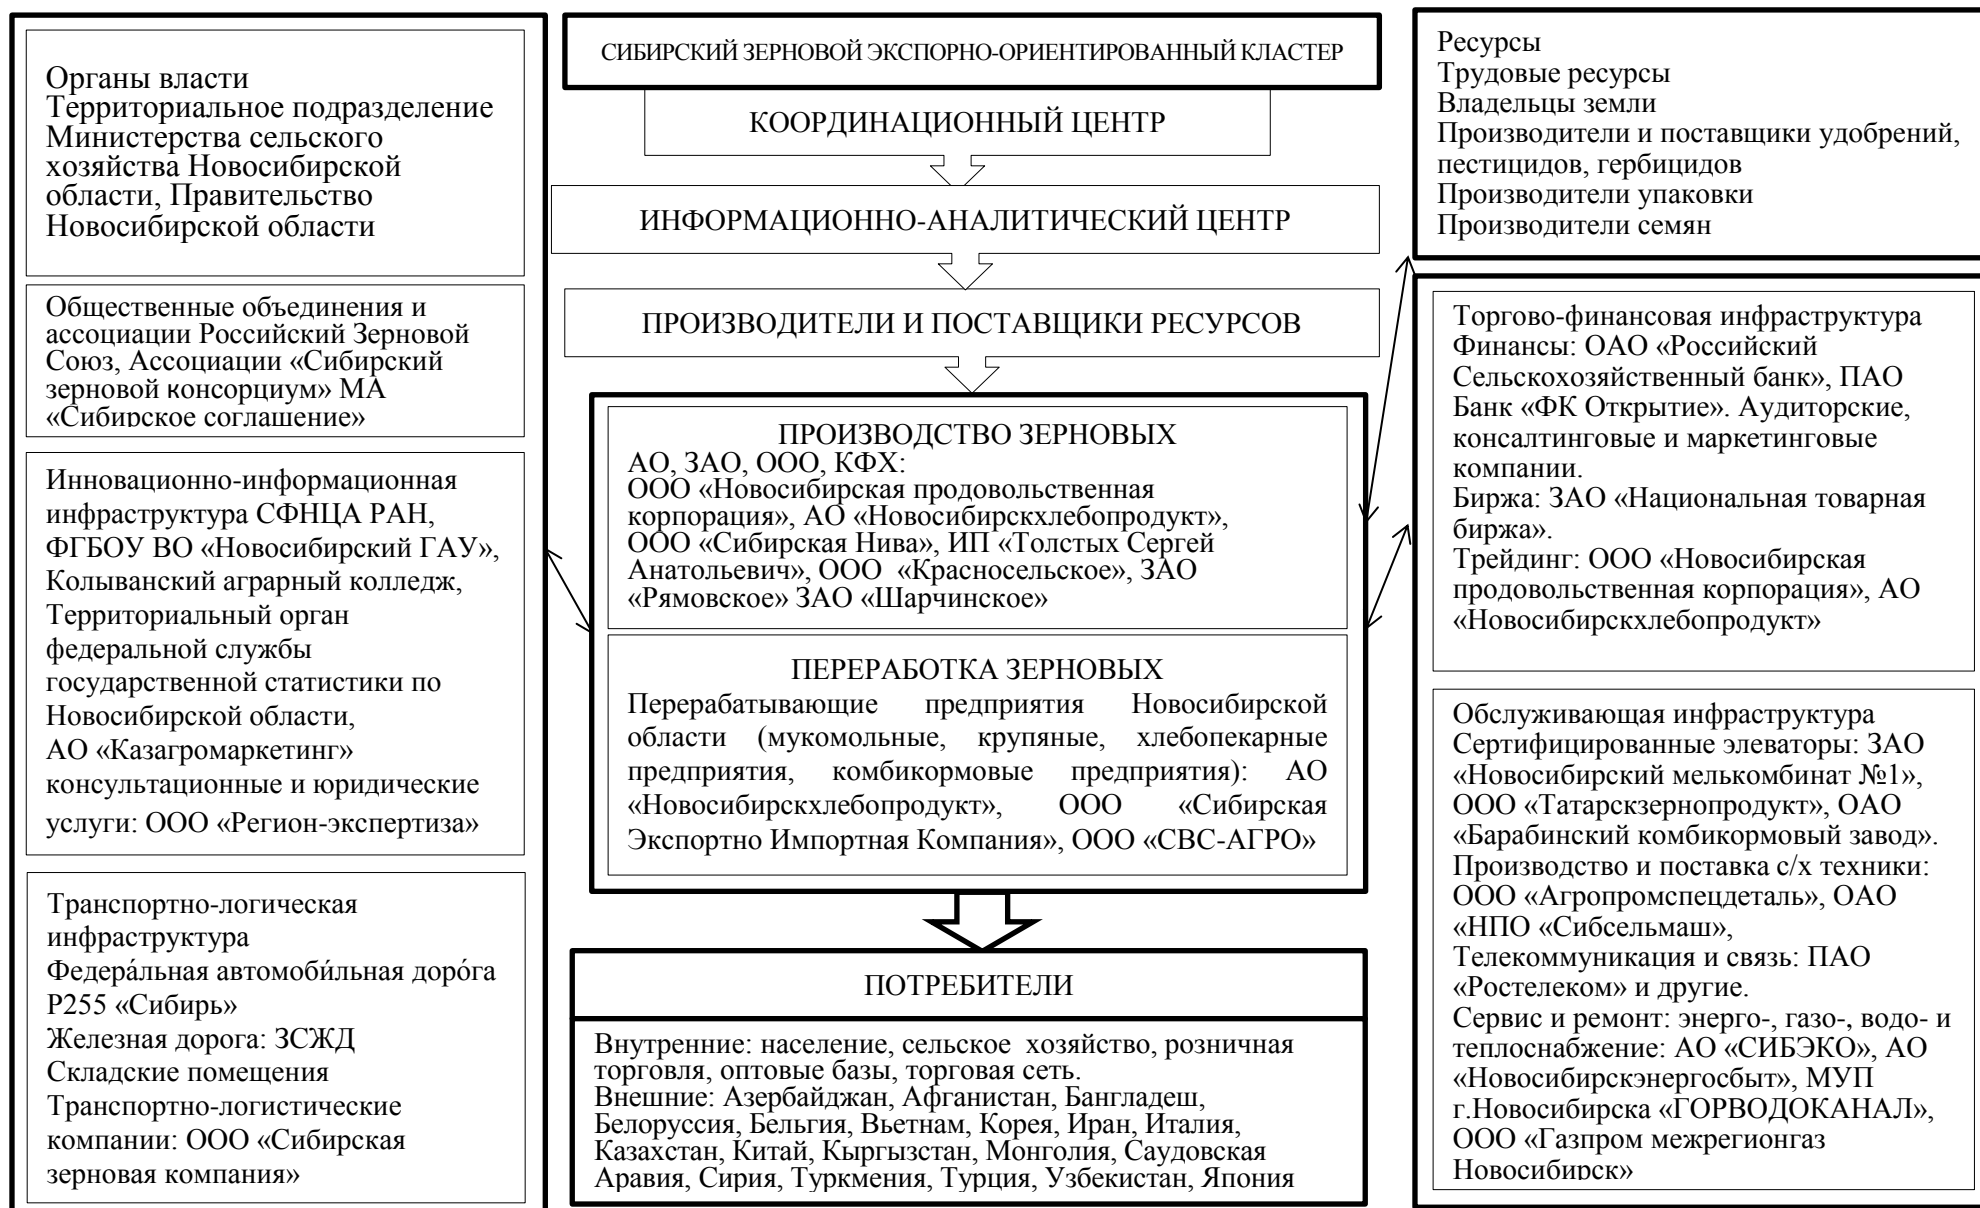 Органы власти
Территориальное подразделение
Министерства сельского
хозяйства Новосибирской
области, Правительство
Новосибирской области
Общественные объединения и
ассоциации Российский Зерновой
Союз, Ассоциации «Сибирский
зерновой консорциум» МА
«Сибирское соглашение»
Инновационно-информационная
инфраструктура СФНЦА РАН,
ФГБОУ ВО «Новосибирский ГАУ»,
Колыванский аграрный колледж,
Территориальный орган
федеральной службы
государственной статистики по
Новосибирской области,
АО «Казагромаркетинг»
консультационные и юридические
услуги: ООО «Регион-экспертиза»
Транспортно-логическая
инфраструктура
Федера́льная автомоби́льная доро́га
Р255 «Сибирь»
Железная дорога: ЗСЖД
Складские помещения
Транспортно-логистические
компании: ООО «Сибирская
зерновая компания»
СИБИРСКИЙ ЗЕРНОВОЙ ЭКСПОРНО-ОРИЕНТИРОВАННЫЙ КЛАСТЕР
КООРДИНАЦИОННЫЙ ЦЕНТР
ИНФОРМАЦИОННО-АНАЛИТИЧЕСКИЙ ЦЕНТР
ПРОИЗВОДИТЕЛИ И ПОСТАВЩИКИ РЕСУРСОВ
ПРОИЗВОДСТВО ЗЕРНОВЫХ
АО, ЗАО, ООО, КФХ:
ООО «Новосибирская продовольственная
корпорация», АО «Новосибирскхлебопродукт»,
ООО «Сибирская Нива», ИП «Толстых Сергей
Анатольевич», ООО «Красносельское», ЗАО
«Рямовское» ЗАО «Шарчинское»
ПЕРЕРАБОТКА ЗЕРНОВЫХ
Перерабатывающие предприятия Новосибирской
области (мукомольные, крупяные, хлебопекарные
предприятия, комбикормовые предприятия): АО
«Новосибирскхлебопродукт», ООО «Сибирская
Экспортно Импортная Компания», ООО «СВС-АГРО»
ПОТРЕБИТЕЛИ
Внутренние: население, сельское хозяйство, розничная
торговля, оптовые базы, торговая сеть.
Внешние: Азербайджан, Афганистан, Бангладеш,
Белоруссия, Бельгия, Вьетнам, Корея, Иран, Италия,
Казахстан, Китай, Кыргызстан, Монголия, Саудовская
Аравия, Сирия, Туркмения, Турция, Узбекистан, Япония
Ресурсы
Трудовые ресурсы
Владельцы земли
Производители и поставщики удобрений,
пестицидов, гербицидов
Производители упаковки
Производители семян
Торгово-финансовая инфраструктура
Финансы: ОАО «Российский
Сельскохозяйственный банк», ПАО
Банк «ФК Открытие». Аудиторские,
консалтинговые и маркетинговые
компании.
Биржа: ЗАО «Национальная товарная
биржа».
Трейдинг: ООО «Новосибирская
продовольственная корпорация», АО
«Новосибирскхлебопродукт»
Обслуживающая инфраструктура
Сертифицированные элеваторы: ЗАО
«Новосибирский мелькомбинат №1»,
ООО «Татарскзернопродукт», ОАО
«Барабинский комбикормовый завод».
Производство и поставка с/х техники:
ООО «Агропромспецдеталь», ОАО
«НПО «Сибсельмаш»,
Телекоммуникация и связь: ПАО
«Ростелеком» и другие.
Сервис и ремонт: энерго-, газо-, водо- и
теплоснабжение: АО «СИБЭКО», АО
«Новосибирскэнергосбыт», МУП
г.Новосибирска «ГОРВОДОКАНАЛ»,
ООО «Газпром межрегионгаз
Новосибирск»